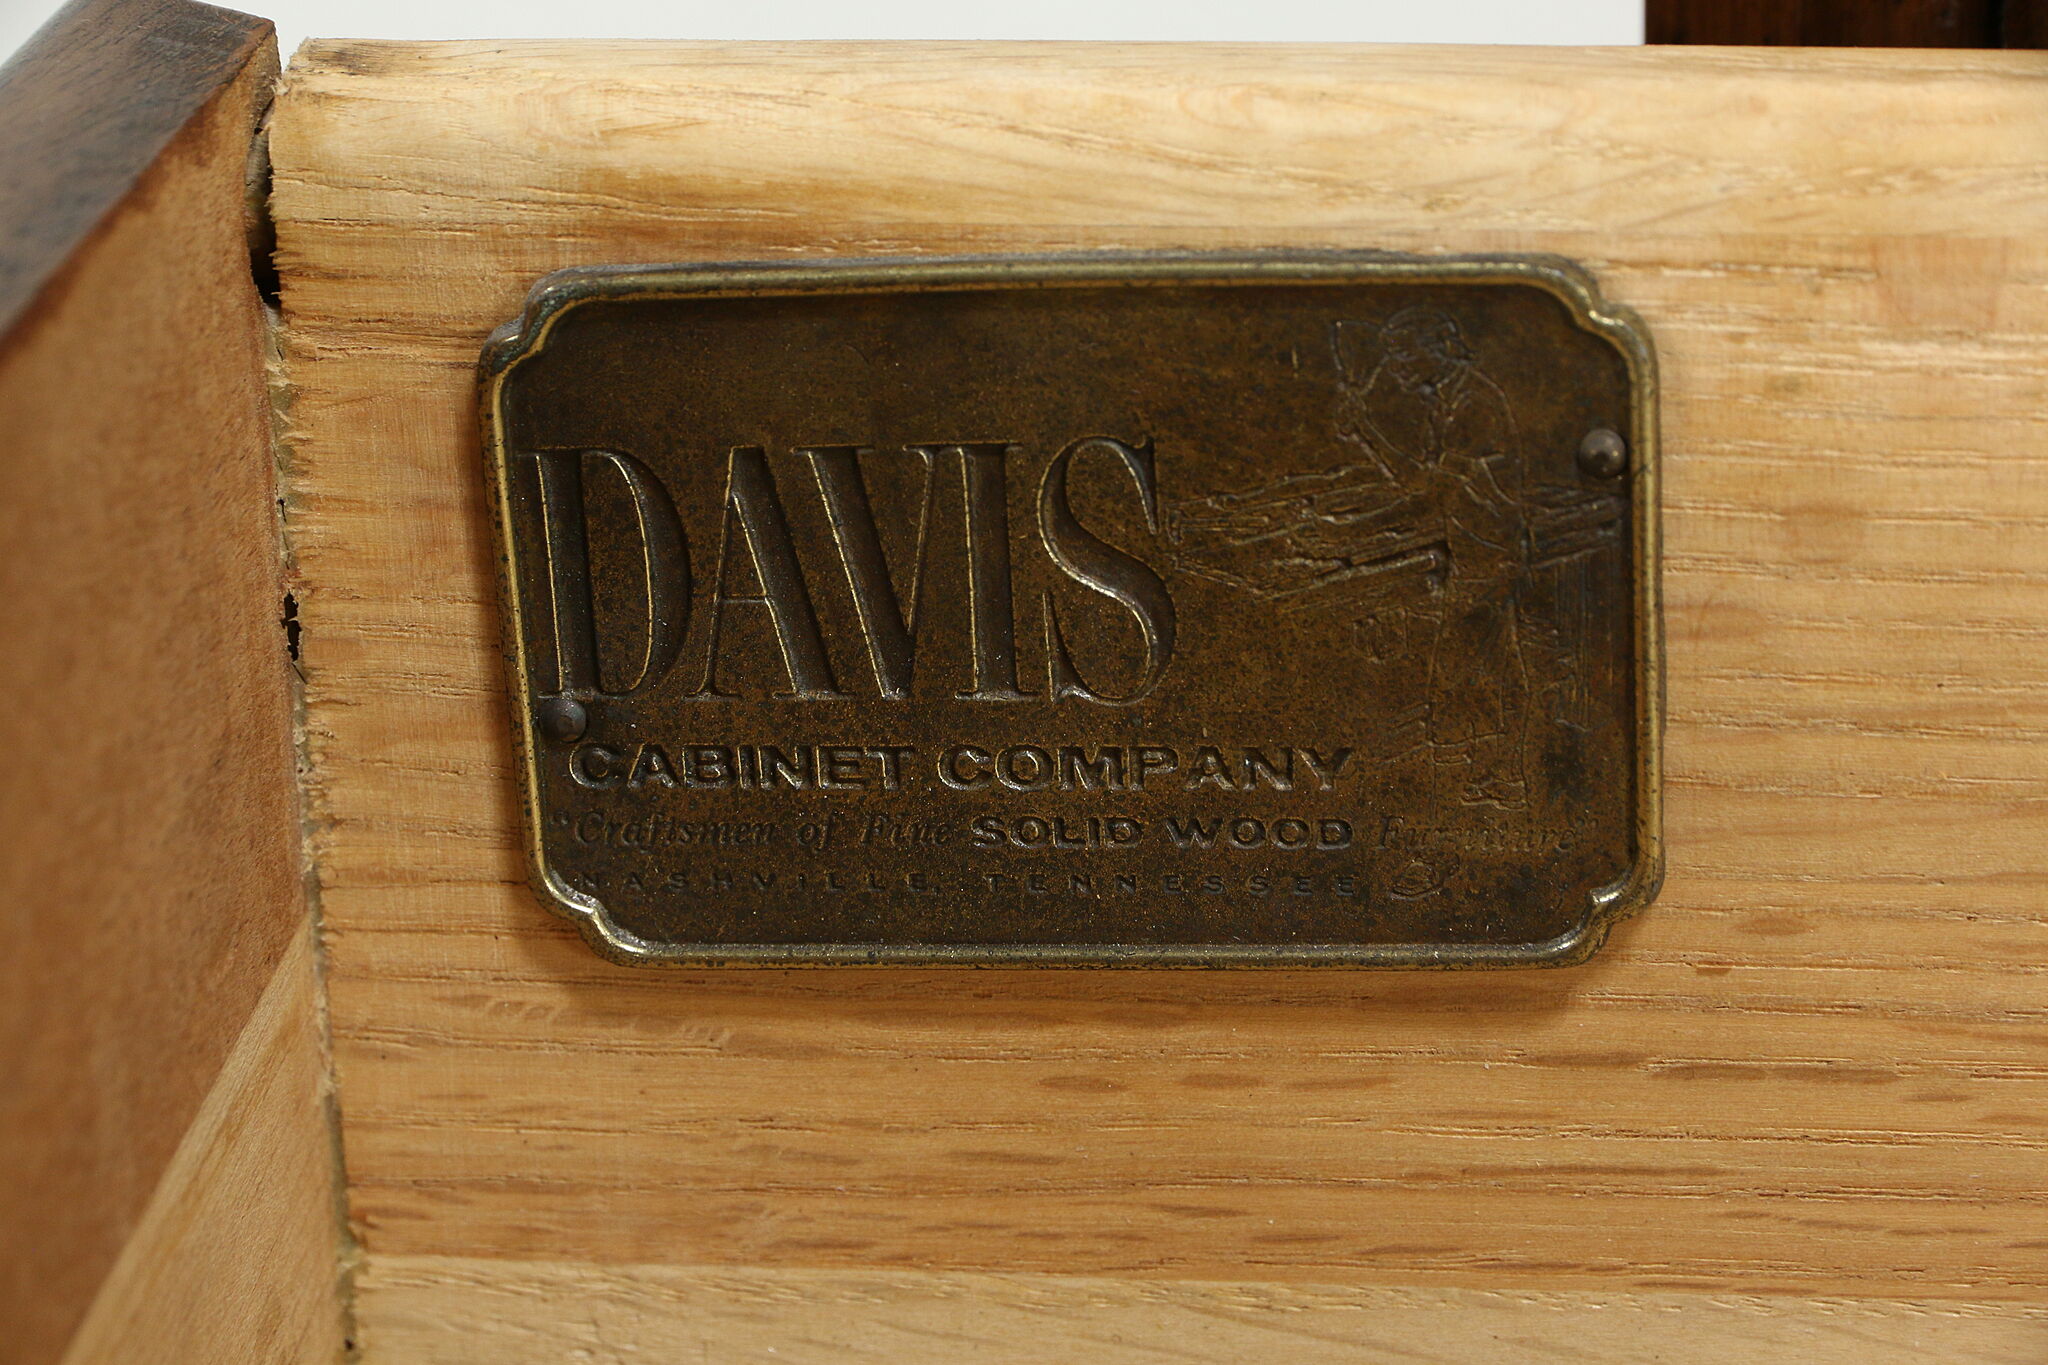 DAVIS
CABINET COMPANY
"Craftsmen of Fine SOLID WOOD Furniture"
NASHVILLE, TENNESSEE